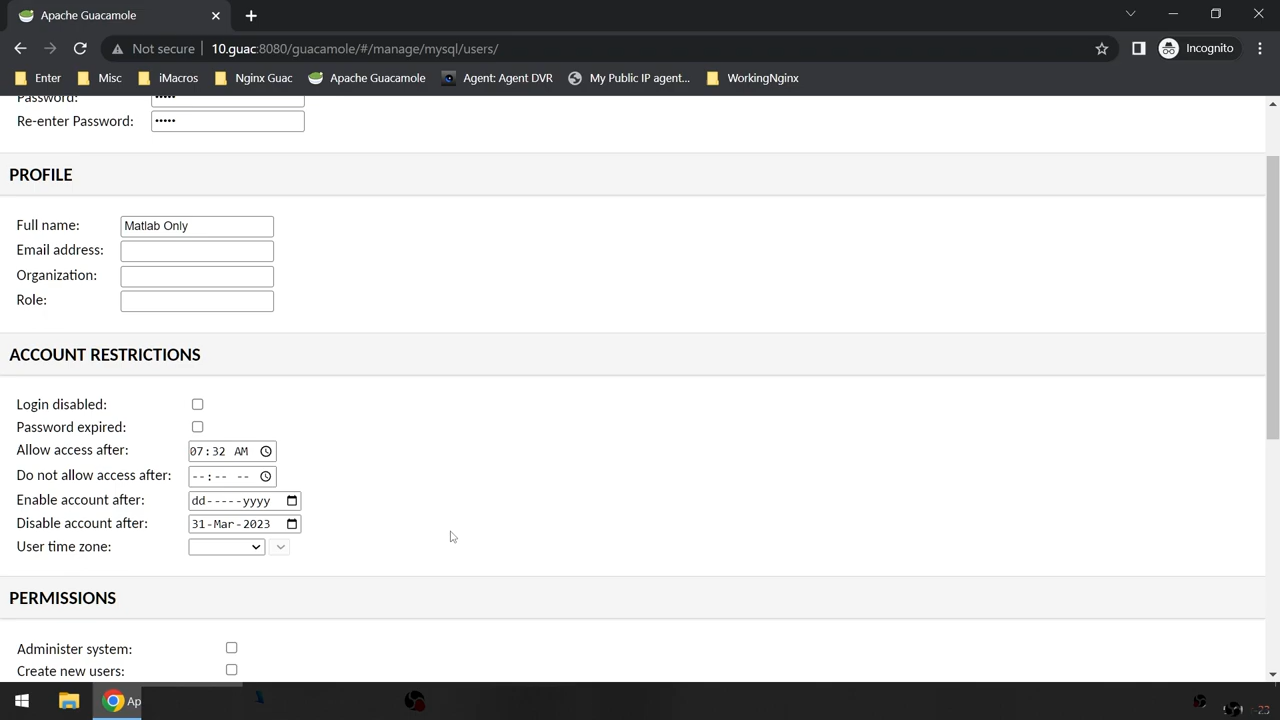 Apache Guacamole
Not secure 10.guac:8080/guacamole/#/manage/mysql/users/ Incognito
Enter Misc iMacros Nginx Guac Apache Guacamole Agent: Agent DVR My Public IP agent... WorkingNginx
Password: •••••
Re-enter Password: •••••
PROFILE
Full name: Matlab Only
Email address:
Organization:
Role:
ACCOUNT RESTRICTIONS
Login disabled:
Password expired:
Allow access after: 07:32 AM
Do not allow access after: --:-- --
Enable account after: dd-----yyyy
Disable account after: 31-Mar-2023
User time zone:
PERMISSIONS
Administer system:
Create new users:
Ap